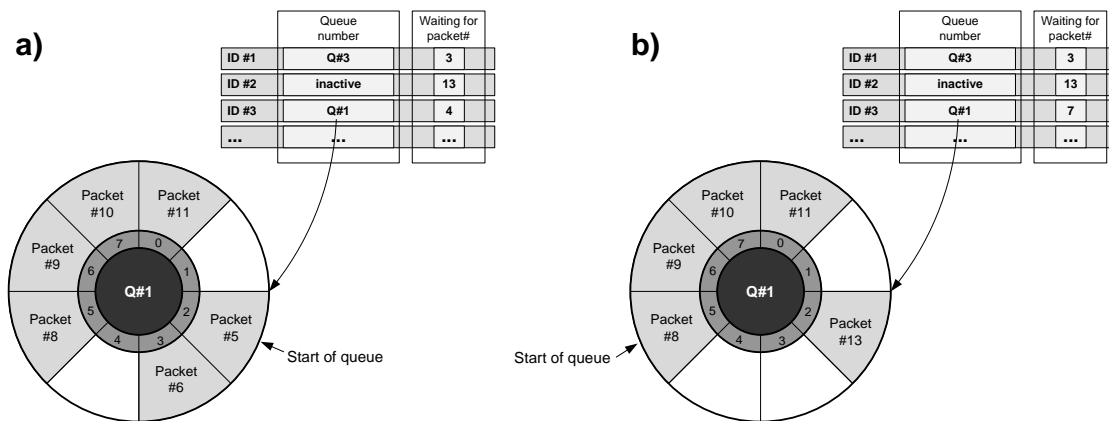 a)
Queue
number
Waiting for
packet#
ID #1 Q#3 3
ID #2 inactive 13
ID #3 Q#1 4
... ... ...
Packet
#10
Packet
#11
Packet
#9
Packet
#8
Packet
#5
Packet
#6
7 0
6 1
5 2
4 3
Q#1
Start of queue
b)
Queue
number
Waiting for
packet#
ID #1 Q#3 3
ID #2 inactive 13
ID #3 Q#1 7
... ... ...
Packet
#10
Packet
#11
Packet
#9
Packet
#8
Packet
#13
7 0
6 1
5 2
4 3
Q#1
Start of queue